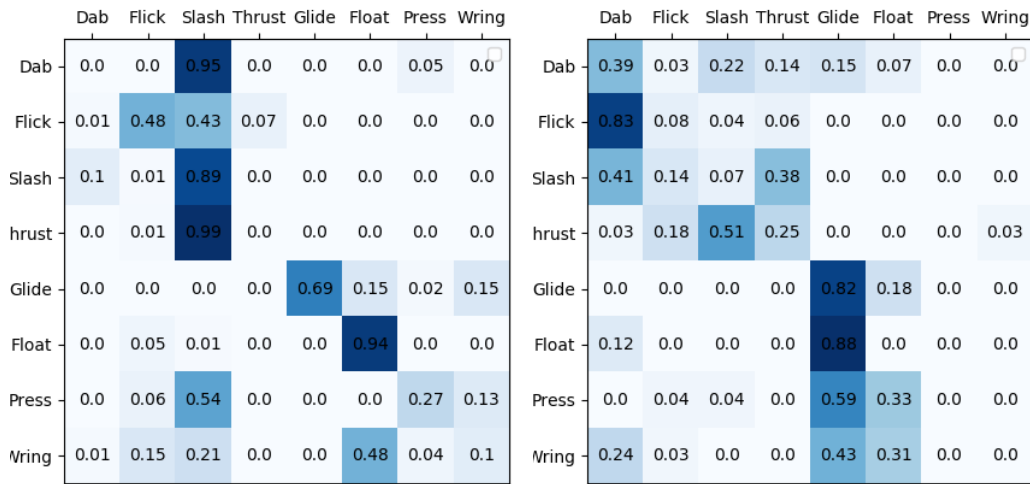 Dab Flick Slash Thrust Glide Float Press Wring Dab Flick Slash Thrust Glide Float Press Wring
Dab 0.0 0.0 0.95 0.0 0.0 0.0 0.05 0.0 Dab 0.39 0.03 0.22 0.14 0.15 0.07 0.0 0.0
Flick 0.01 0.48 0.43 0.07 0.0 0.0 0.0 0.0 Flick 0.83 0.08 0.04 0.06 0.0 0.0 0.0 0.0
Slash 0.1 0.01 0.89 0.0 0.0 0.0 0.0 0.0 Slash 0.41 0.14 0.07 0.38 0.0 0.0 0.0 0.0
hrust 0.0 0.01 0.99 0.0 0.0 0.0 0.0 0.0 hrust 0.03 0.18 0.51 0.25 0.0 0.0 0.0 0.03
Glide 0.0 0.0 0.0 0.0 0.69 0.15 0.02 0.15 Glide 0.0 0.0 0.0 0.0 0.82 0.18 0.0 0.0
Float 0.0 0.05 0.01 0.0 0.0 0.94 0.0 0.0 Float 0.12 0.0 0.0 0.0 0.88 0.0 0.0 0.0
Press 0.0 0.06 0.54 0.0 0.0 0.0 0.27 0.13 Press 0.0 0.04 0.04 0.0 0.59 0.33 0.0 0.0
Wring 0.01 0.15 0.21 0.0 0.0 0.48 0.04 0.1 Wring 0.24 0.03 0.0 0.0 0.43 0.31 0.0 0.0